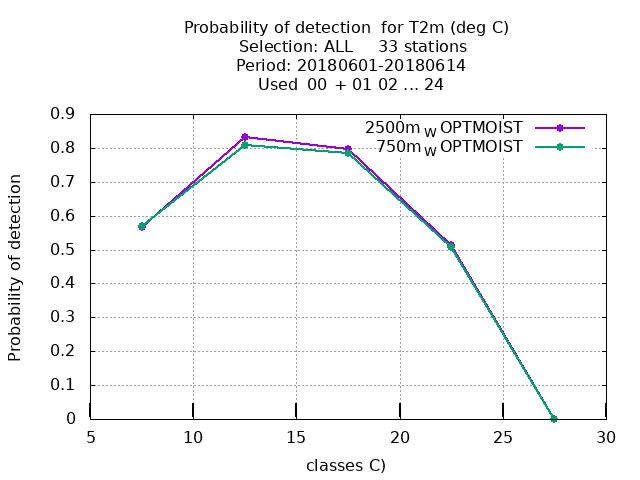 Probability of detection  for T2m (deg C)
Selection: ALL     33 stations
Period: 20180601-20180614
Used  00  + 01 02 ... 24
2500m_W OPTMOIST
750m_W OPTMOIST
Probability of detection
0.9
0.8
0.7
0.6
0.5
0.4
0.3
0.2
0.1
0
5 10 15 20 25 30
classes C)